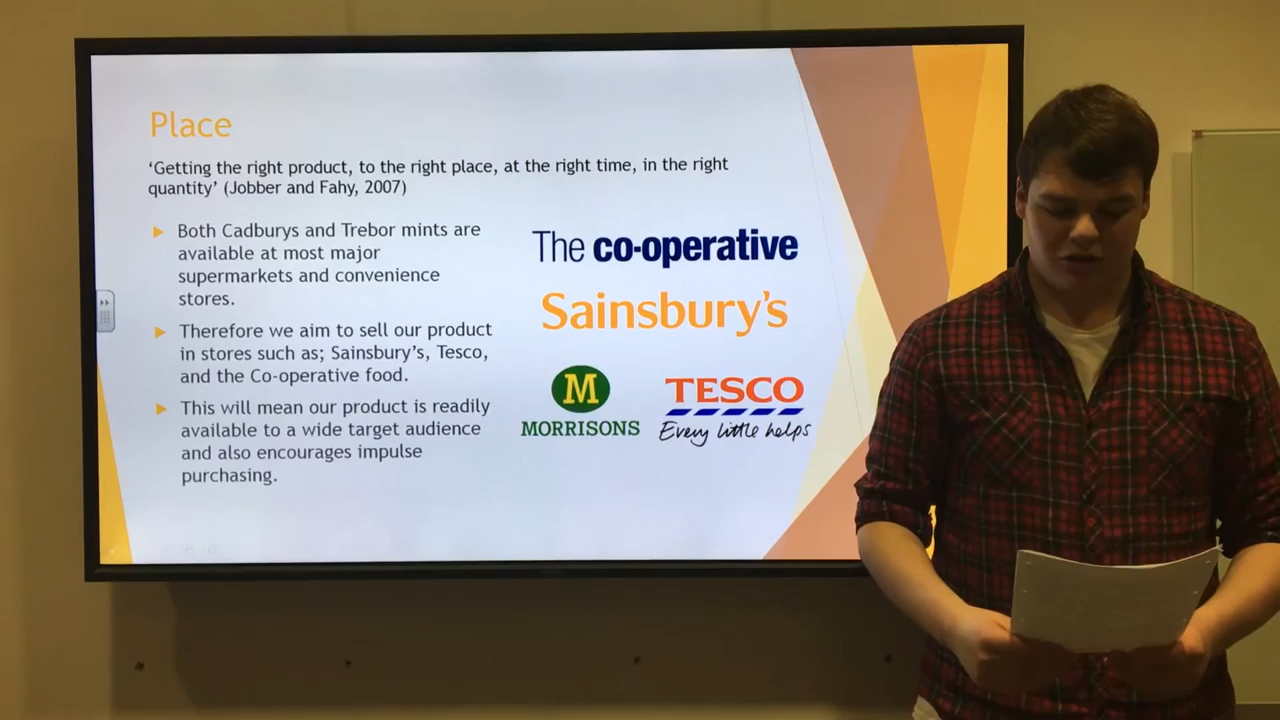 Place
‘Getting the right product, to the right place, at the right time, in the right
quantity’ (Jobber and Fahy, 2007)
Both Cadburys and Trebor mints are
available at most major
supermarkets and convenience
stores.
Therefore we aim to sell our product
in stores such as; Sainsbury’s, Tesco,
and the Co-operative food.
This will mean our product is readily
available to a wide target audience
and also encourages impulse
purchasing.
The co-operative
Sainsbury’s
M
MORRISONS
TESCO
Every little helps